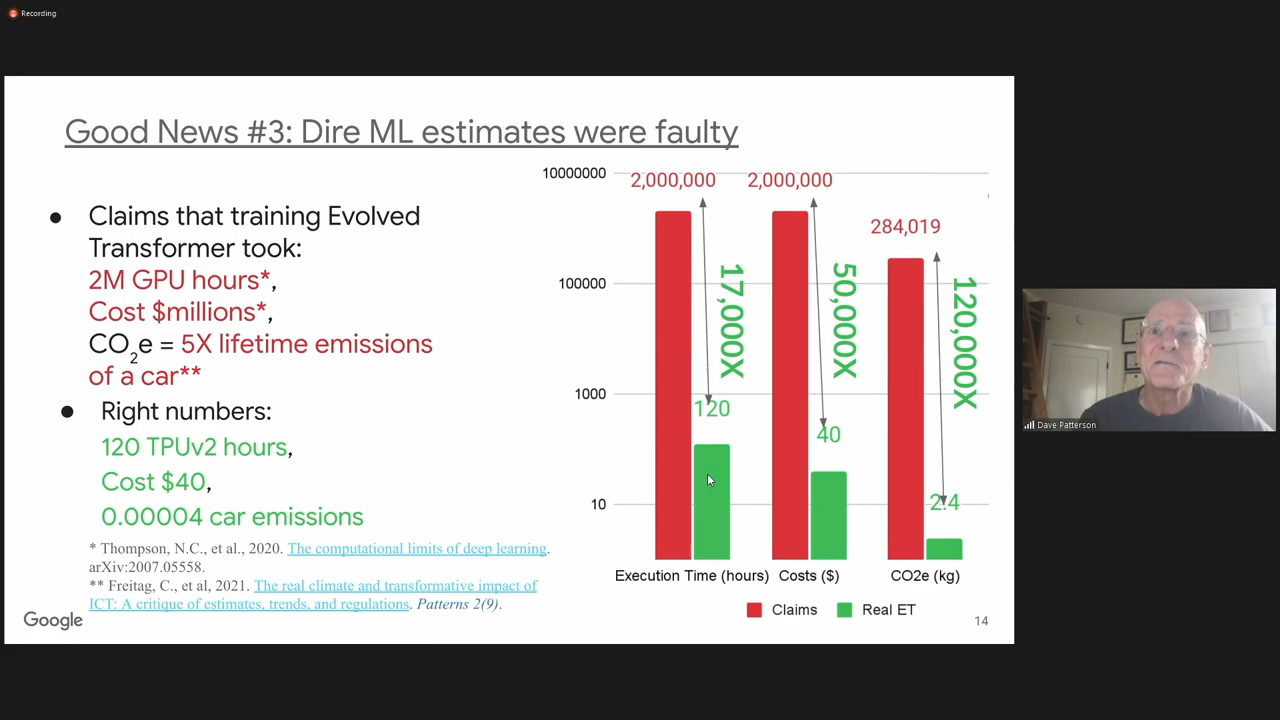 Recording
Good News #3: Dire ML estimates were faulty
● Claims that training Evolved
Transformer took:
2M GPU hours*,
Cost $millions*,
CO2e = 5X lifetime emissions
of a car**
● Right numbers:
120 TPUv2 hours,
Cost $40,
0.00004 car emissions
* Thompson, N.C., et al., 2020. The computational limits of deep learning.
arXiv:2007.05558.
** Freitag, C., et al, 2021. The real climate and transformative impact of
ICT: A critique of estimates, trends, and regulations. Patterns 2(9).
Google
10000000
100000
1000
10
2,000,000
17,000X
120
2,000,000
50,000X
40
284,019
120,000X
2.4
Execution Time (hours)
Costs ($)
CO2e (kg)
Claims
Real ET
14
Dave Patterson